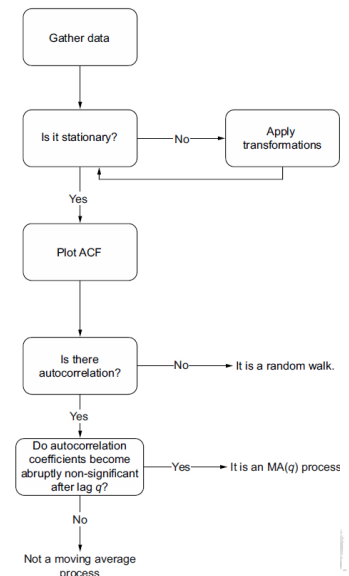 Gather data
Is it stationary?
No
Apply
transformations
Yes
Plot ACF
Is there
autocorrelation?
No
It is a random walk.
Yes
Do autocorrelation
coefficients become
abruptly non-significant
after lag q?
Yes
It is an MA(q) process
No
Not a moving average
process